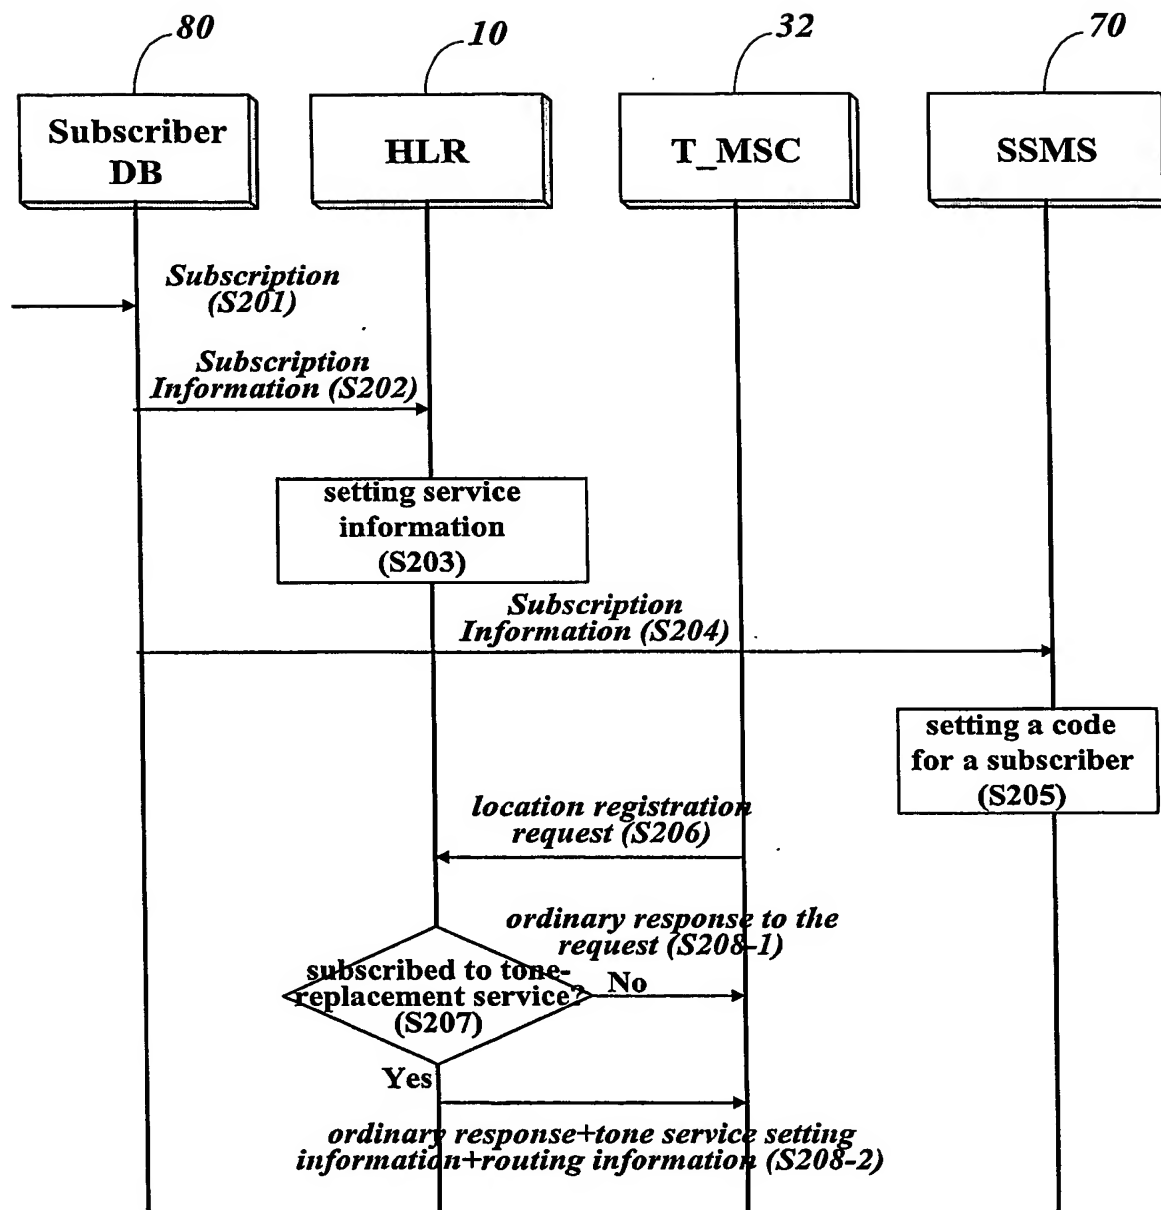 80
10
32
70
Subscriber
DB
HLR
T_MSC
SSMS
Subscription
(S201)
Subscription
Information (S202)
setting service
information
(S203)
Subscription
Information (S204)
setting a code
for a subscriber
(S205)
location registration
request (S206)
ordinary response to the
request (S208-1)
subscribed to tone-
replacement service?
(S207)
No
Yes
ordinary response+tone service setting
information+routing information (S208-2)